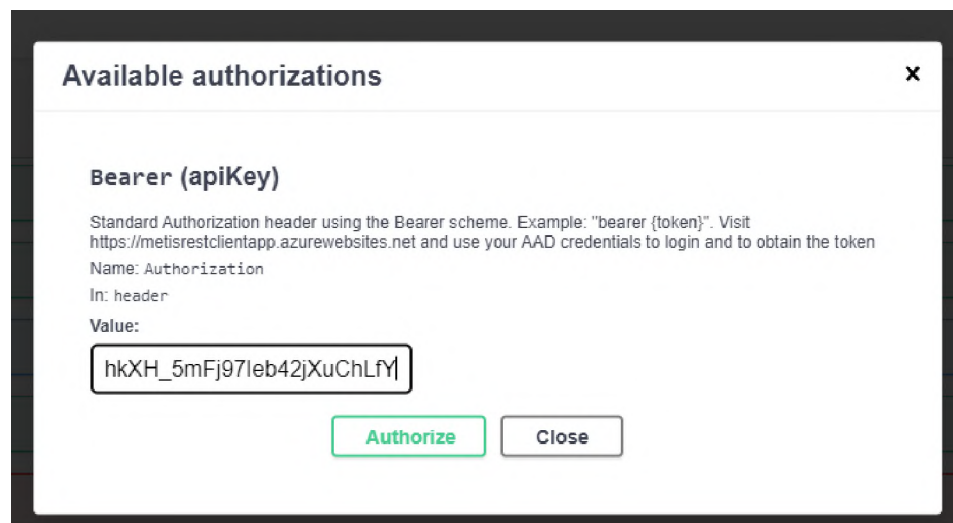 Available authorizations
×
Bearer (apiKey)
Standard Authorization header using the Bearer scheme. Example: "bearer {token}". Visit
https://metisrestclientapp.azurewebsites.net and use your AAD credentials to login and to obtain the token
Name: Authorization
In: header
Value:
hkXH_5mFj97Ieb42jXuChLfY
Authorize Close